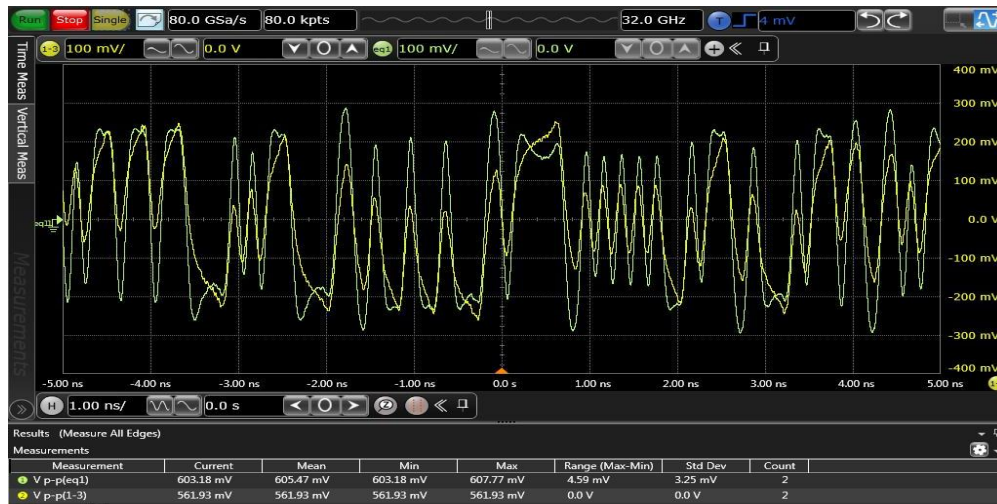 Run Stop Single 80.0 GSa/s 80.0 kpts 32.0 GHz T 4 mV
1-3 100 mV/ 0.0 V eq1 100 mV/ 0.0 V
Time Meas
Vertical Meas
Measurements
400 mV
300 mV
200 mV
100 mV
0.0 V
-100 mV
-200 mV
-300 mV
-400 mV
eq1
-5.00 ns -4.00 ns -3.00 ns -2.00 ns -1.00 ns 0.0 s 1.00 ns 2.00 ns 3.00 ns 4.00 ns 5.00 ns
H 1.00 ns/ 0.0 s
Results (Measure All Edges)
Measurements
Measurement Current Mean Min Max Range (Max-Min) Std Dev Count
V p-p(eq1) 603.18 mV 605.47 mV 603.18 mV 607.77 mV 4.59 mV 3.25 mV 2
V p-p(1-3) 561.93 mV 561.93 mV 561.93 mV 561.93 mV 0.0 V 0.0 V 2